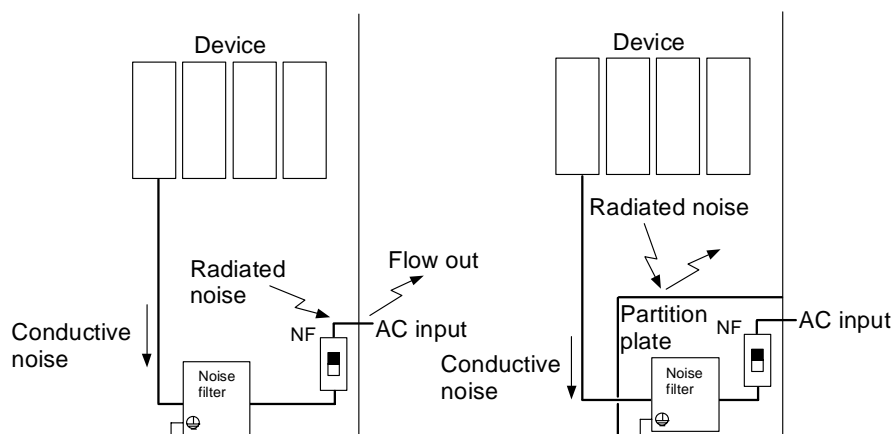 Device
Radiated
noise
Flow out
Conductive
noise
NF
AC input
Noise
filter
Device
Radiated noise
Partition
plate
NF
AC input
Conductive
noise
Noise
filter